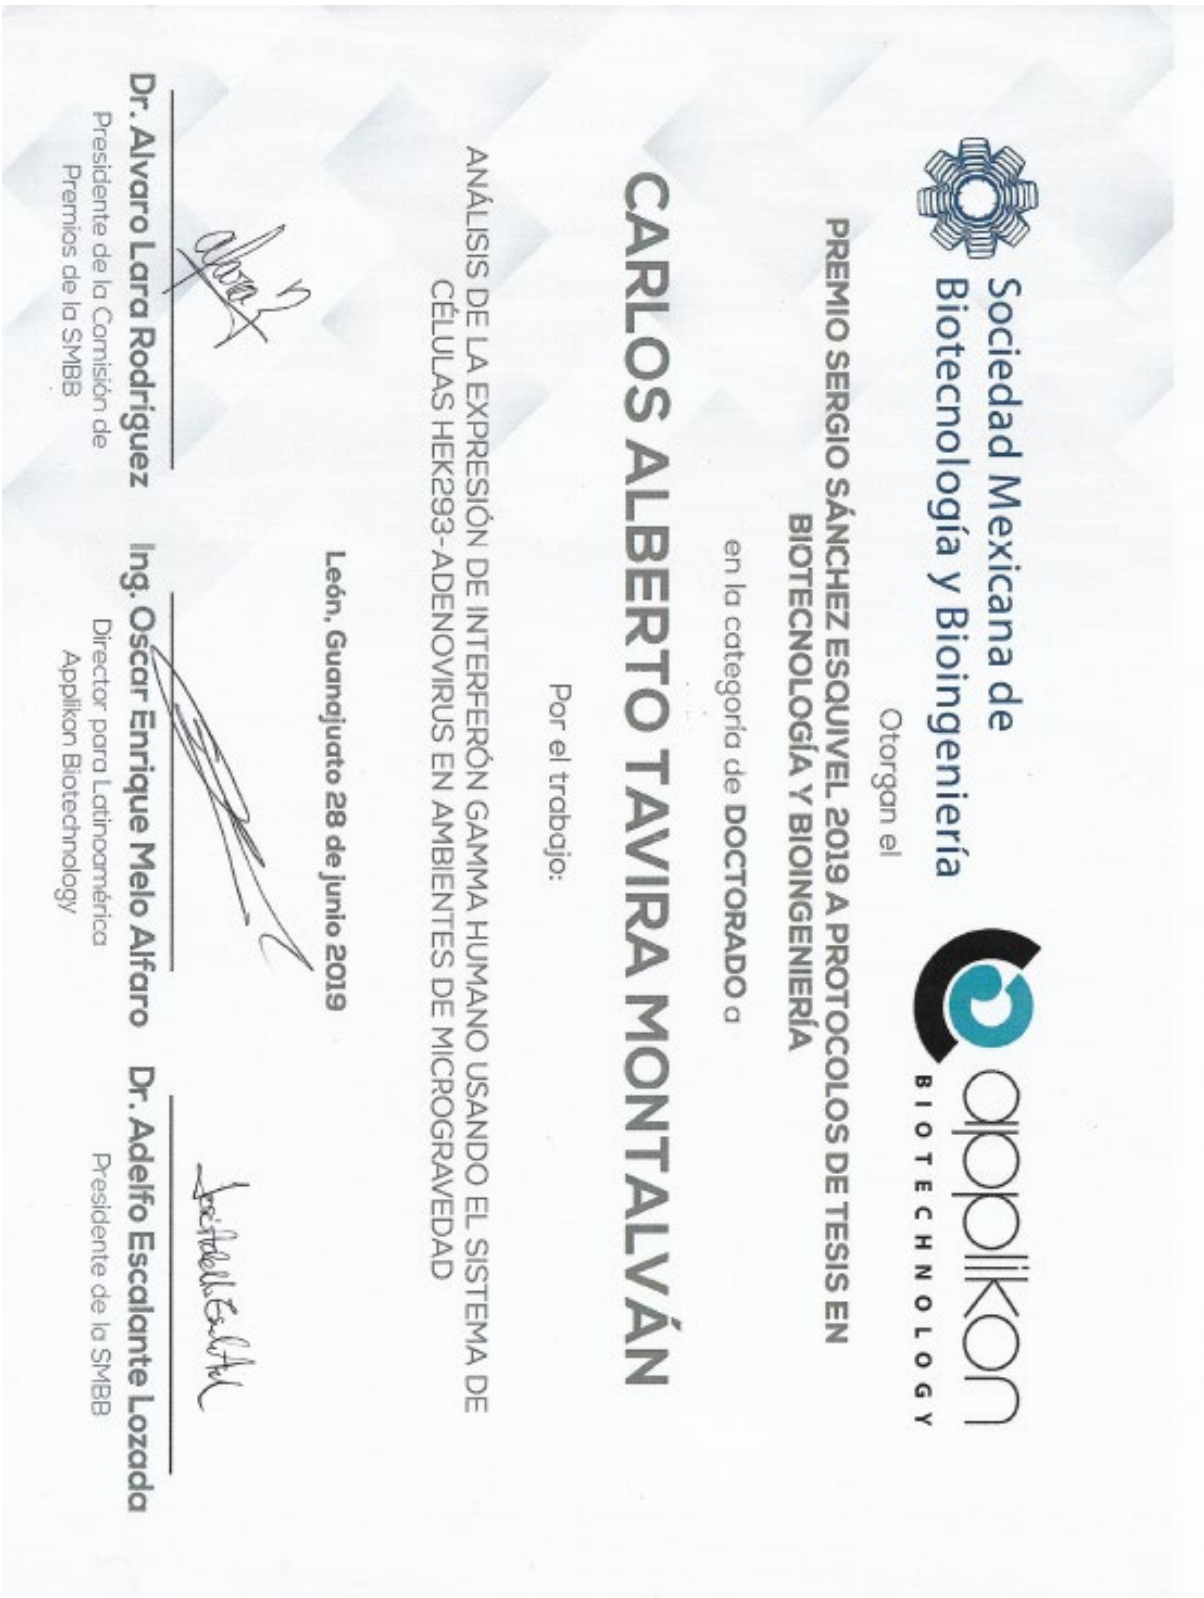 Sociedad Mexicana de
Biotecnología y Bioingeniería
applikon
BIOTECHNOLOGY
Otorgan el
PREMIO SERGIO SÁNCHEZ ESQUIVEL 2019 A PROTOCOLOS DE TESIS EN
BIOTECNOLOGÍA Y BIOINGENIERÍA
en la categoría de DOCTORADO a
CARLOS ALBERTO TAVIRA MONTALVÁN
Por el trabajo:
ANÁLISIS DE LA EXPRESIÓN DE INTERFERÓN GAMMA HUMANO USANDO EL SISTEMA DE
CÉLULAS HEK293-ADENOVIRUS EN AMBIENTES DE MICROGRAVEDAD
León, Guanajuato 28 de junio 2019
Dr. Alvaro Lara Rodríguez
Presidente de la Comisión de
Premios de la SMBB
Ing. Oscar Enrique Melo Alfaro
Director para Latinoamérica
Applikon Biotechnology
Dr. Adelfo Escalante Lozada
Presidente de la SMBB